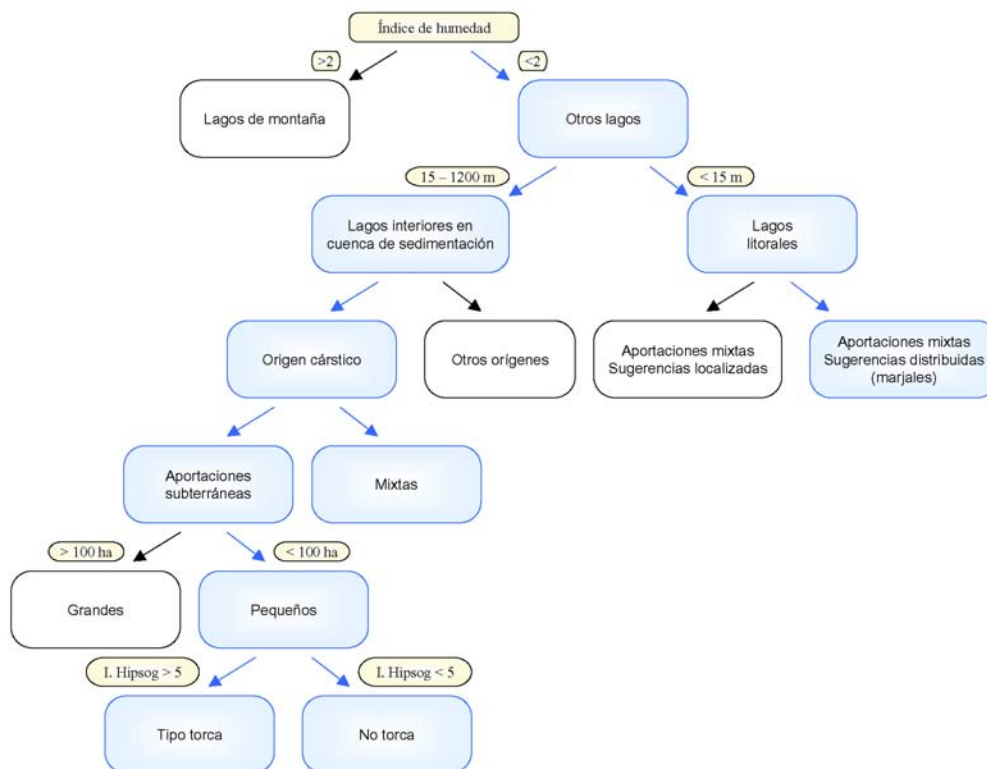 Índice de humedad
>2
<2
Lagos de montaña
Otros lagos
15 – 1200 m
< 15 m
Lagos interiores en
cuenca de sedimentación
Lagos
litorales
Origen cárstico
Otros orígenes
Aportaciones mixtas
Sugerencias localizadas
Aportaciones mixtas
Sugerencias distribuidas
(marjales)
Aportaciones
subterráneas
Mixtas
> 100 ha
< 100 ha
Grandes
Pequeños
I. Hipsog > 5
I. Hipsog < 5
Tipo torca
No torca